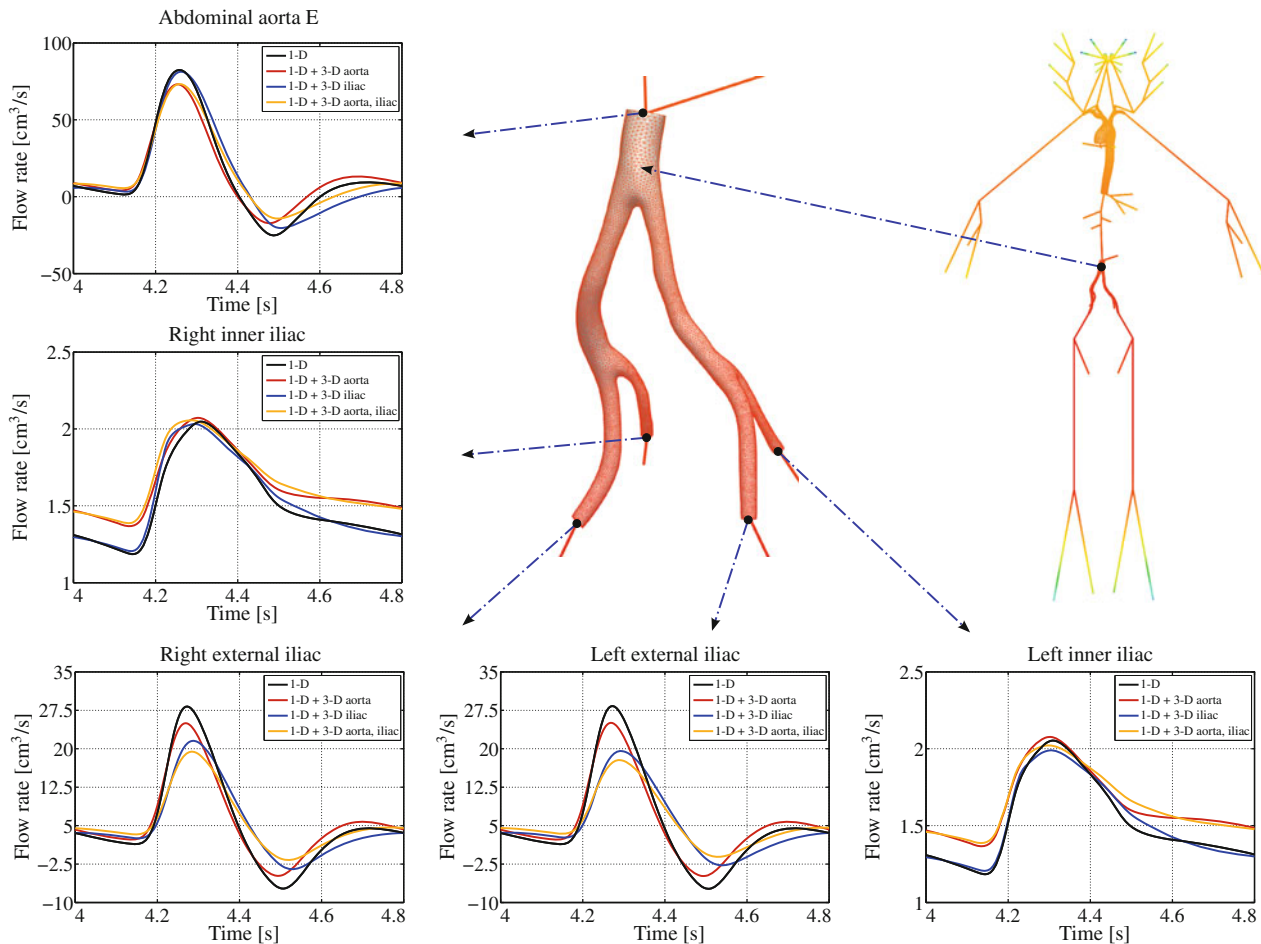 Abdominal aorta E
100
50
0
−50
Flow rate [cm³/s]
1-D
1-D + 3-D aorta
1-D + 3-D iliac
1-D + 3-D aorta, iliac
4 4.2 4.4 4.6 4.8
Time [s]
Right inner iliac
2.5
2
1.5
1
Flow rate [cm³/s]
1-D
1-D + 3-D aorta
1-D + 3-D iliac
1-D + 3-D aorta, iliac
4 4.2 4.4 4.6 4.8
Time [s]
Right external iliac
35
27.5
20
12.5
5
−2.5
−10
Flow rate [cm³/s]
1-D
1-D + 3-D aorta
1-D + 3-D iliac
1-D + 3-D aorta, iliac
4 4.2 4.4 4.6 4.8
Time [s]
Left external iliac
35
27.5
20
12.5
5
−2.5
−10
Flow rate [cm³/s]
1-D
1-D + 3-D aorta
1-D + 3-D iliac
1-D + 3-D aorta, iliac
4 4.2 4.4 4.6 4.8
Time [s]
Left inner iliac
2.5
2
1.5
1
Flow rate [cm³/s]
1-D
1-D + 3-D aorta
1-D + 3-D iliac
1-D + 3-D aorta, iliac
4 4.2 4.4 4.6 4.8
Time [s]